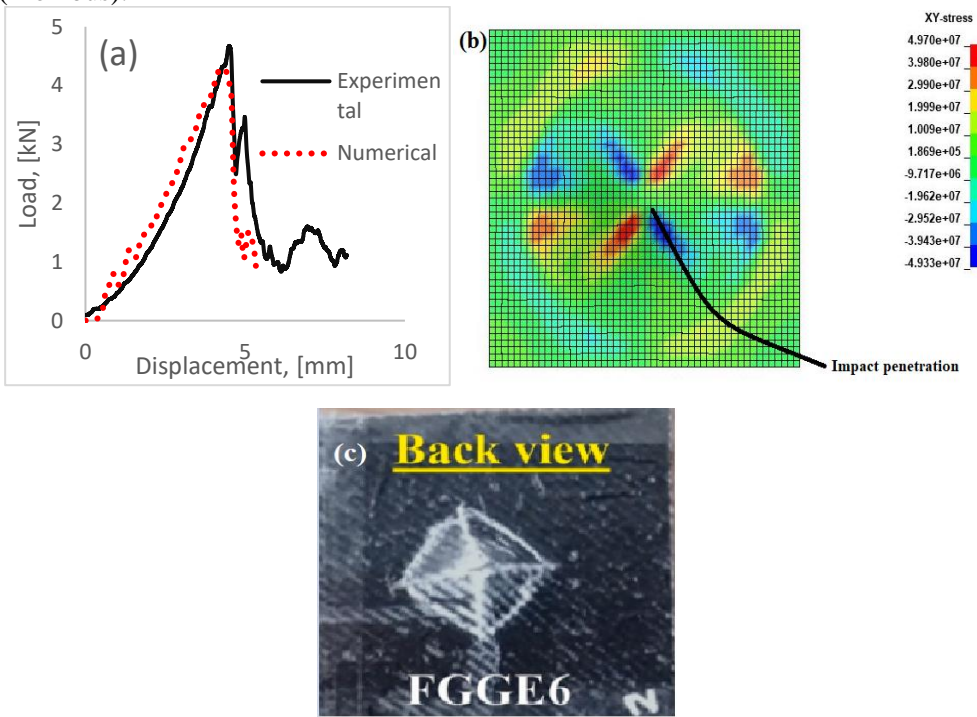 (a)
5
4
3
2
1
0
0
5
10
Load, [kN]
Displacement, [mm]
Experimen
tal
Numerical
(b)
XY-stress
4.970e+07
3.980e+07
2.990e+07
1.999e+07
1.009e+07
1.869e+05
-9.717e+06
-1.962e+07
-2.952e+07
-3.943e+07
-4.933e+07
Impact penetration
(c)
Back view
FGGE6
N